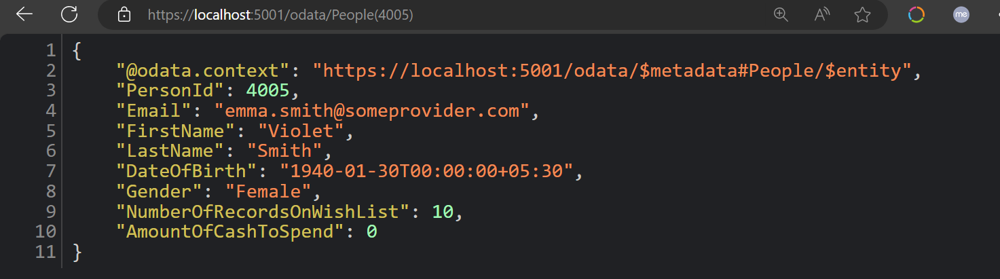 https://localhost:5001/odata/People(4005)
me
1 {
2 "@odata.context": "https://localhost:5001/odata/$metadata#People/$entity",
3 "PersonId": 4005,
4 "Email": "emma.smith@someprovider.com",
5 "FirstName": "Violet",
6 "LastName": "Smith",
7 "DateOfBirth": "1940-01-30T00:00:00+05:30",
8 "Gender": "Female",
9 "NumberOfRecordsOnWishList": 10,
10 "AmountOfCashToSpend": 0
11 }